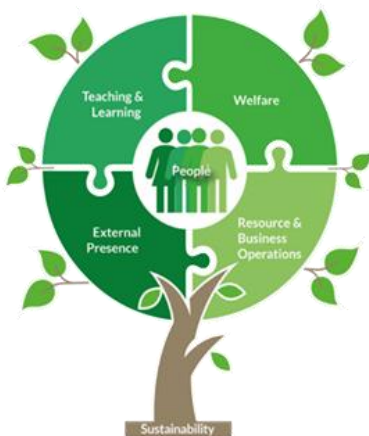 Teaching &
Learning
Welfare
People
External
Presence
Resource &
Business
Operations
Sustainability